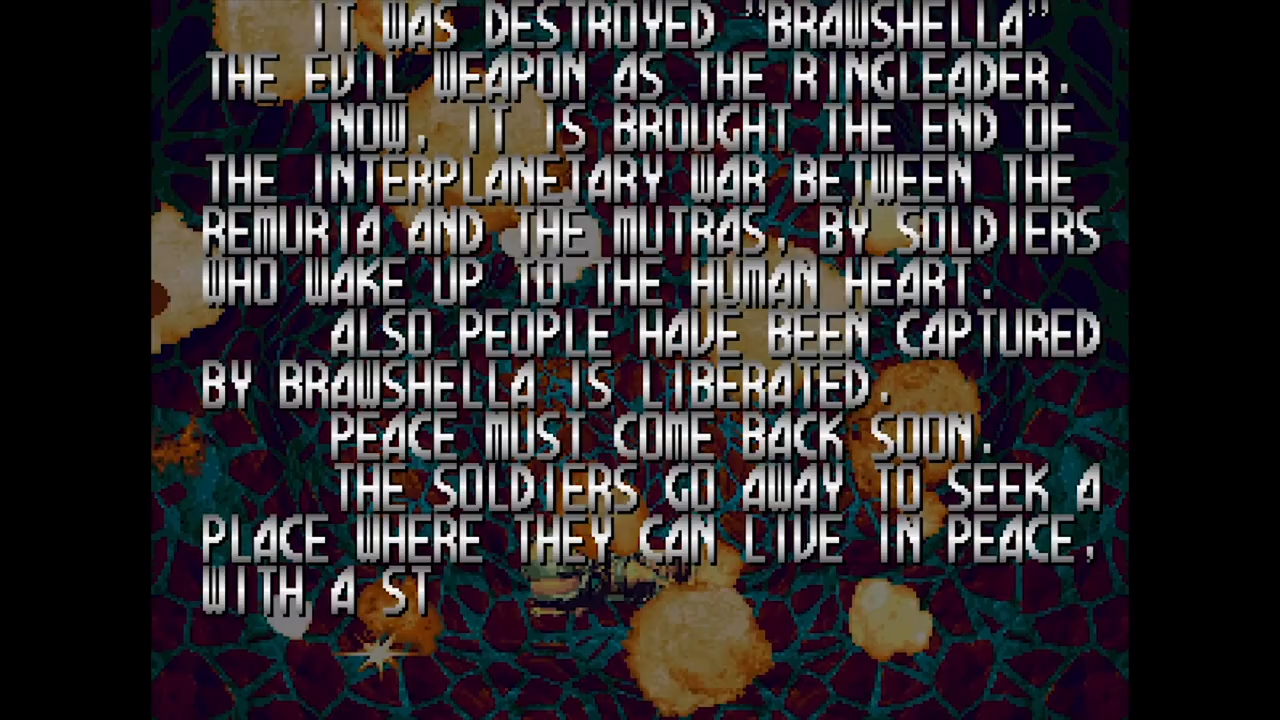 IT WAS DESTROYED "BRAWSHELLA"
THE EVIL WEAPON AS THE RINGLEADER.
NOW, IT IS BROUGHT THE END OF
THE INTERPLANETARY WAR BETWEEN THE
REMURIA AND THE MUTRAS, BY SOLDIERS
WHO WAKE UP TO THE HUMAN HEART.
ALSO PEOPLE HAVE BEEN CAPTURED
BY BRAWSHELLA IS LIBERATED.
PEACE MUST COME BACK SOON.
THE SOLDIERS GO AWAY TO SEEK A
PLACE WHERE THEY CAN LIVE IN PEACE,
WITH A ST